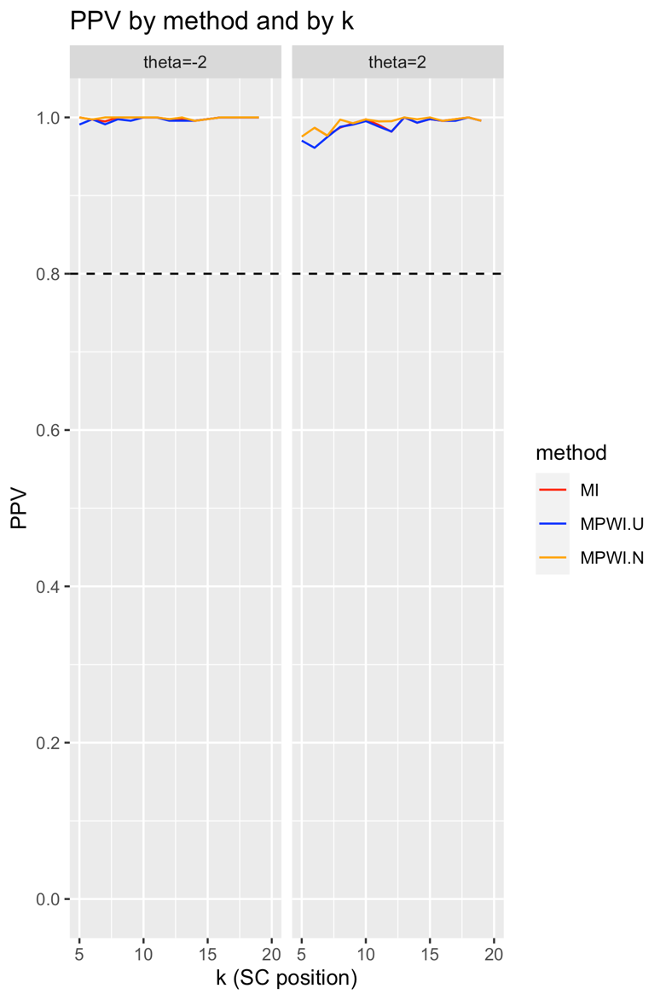 PPV by method and by k
theta=-2
theta=2
1.0
0.8
0.6
0.4
0.2
0.0
PPV
5 10 15 20
5 10 15 20
k (SC position)
method
MI
MPWI.U
MPWI.N